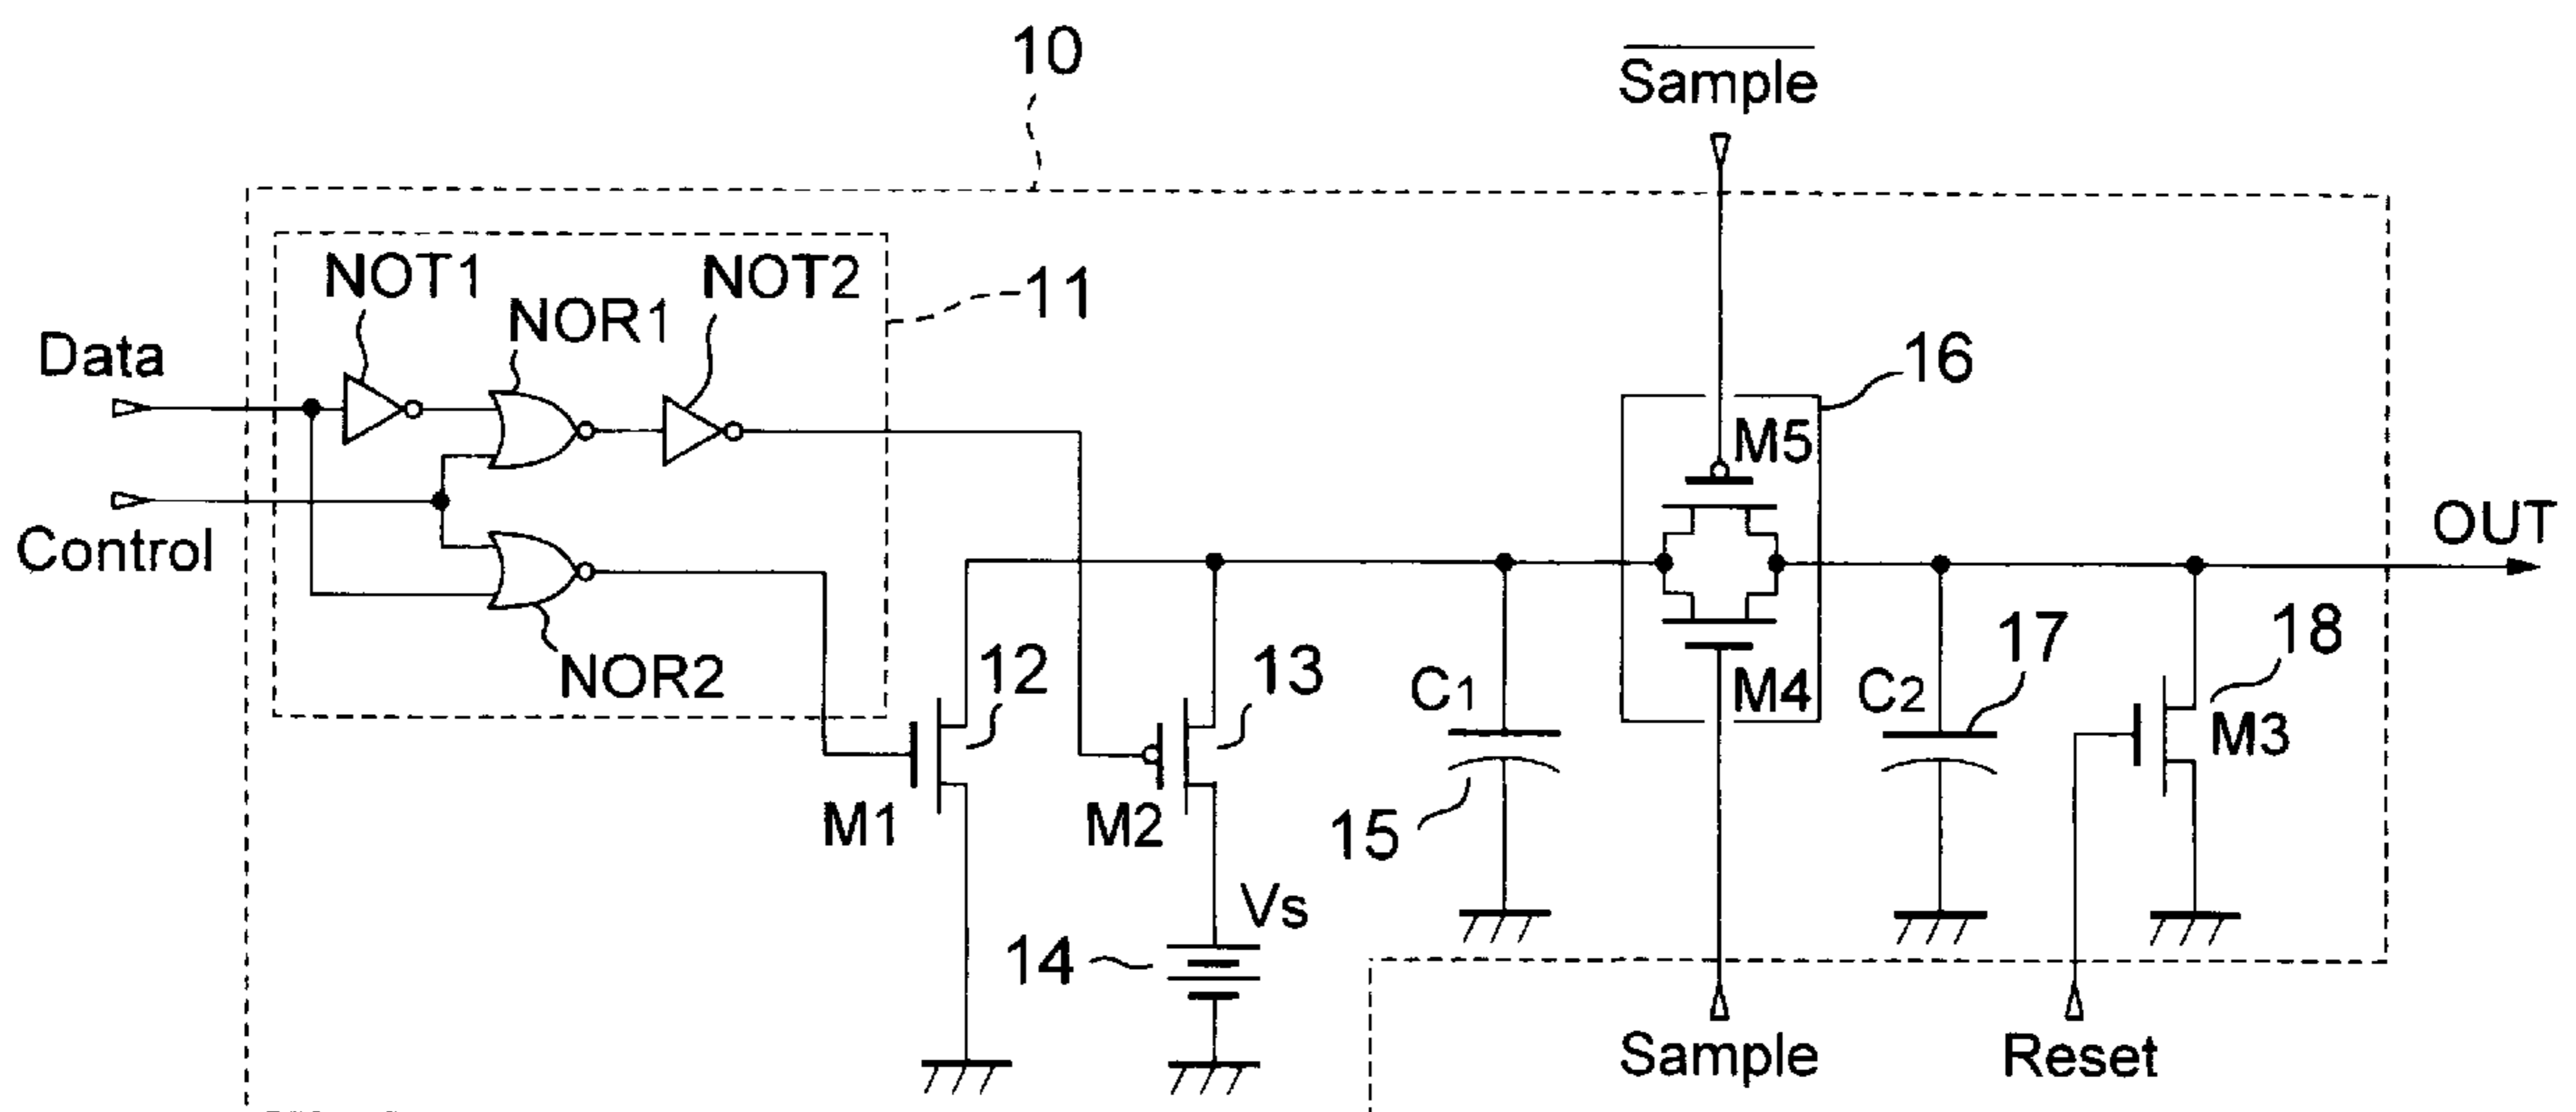 10
Sample
NOT1
NOT2
11
NOR1
Data
16
M5
Control
OUT
NOR2
12
13
C1
M4
C2
17
18
M3
M1
M2
15
Vs
14
Sample
Reset